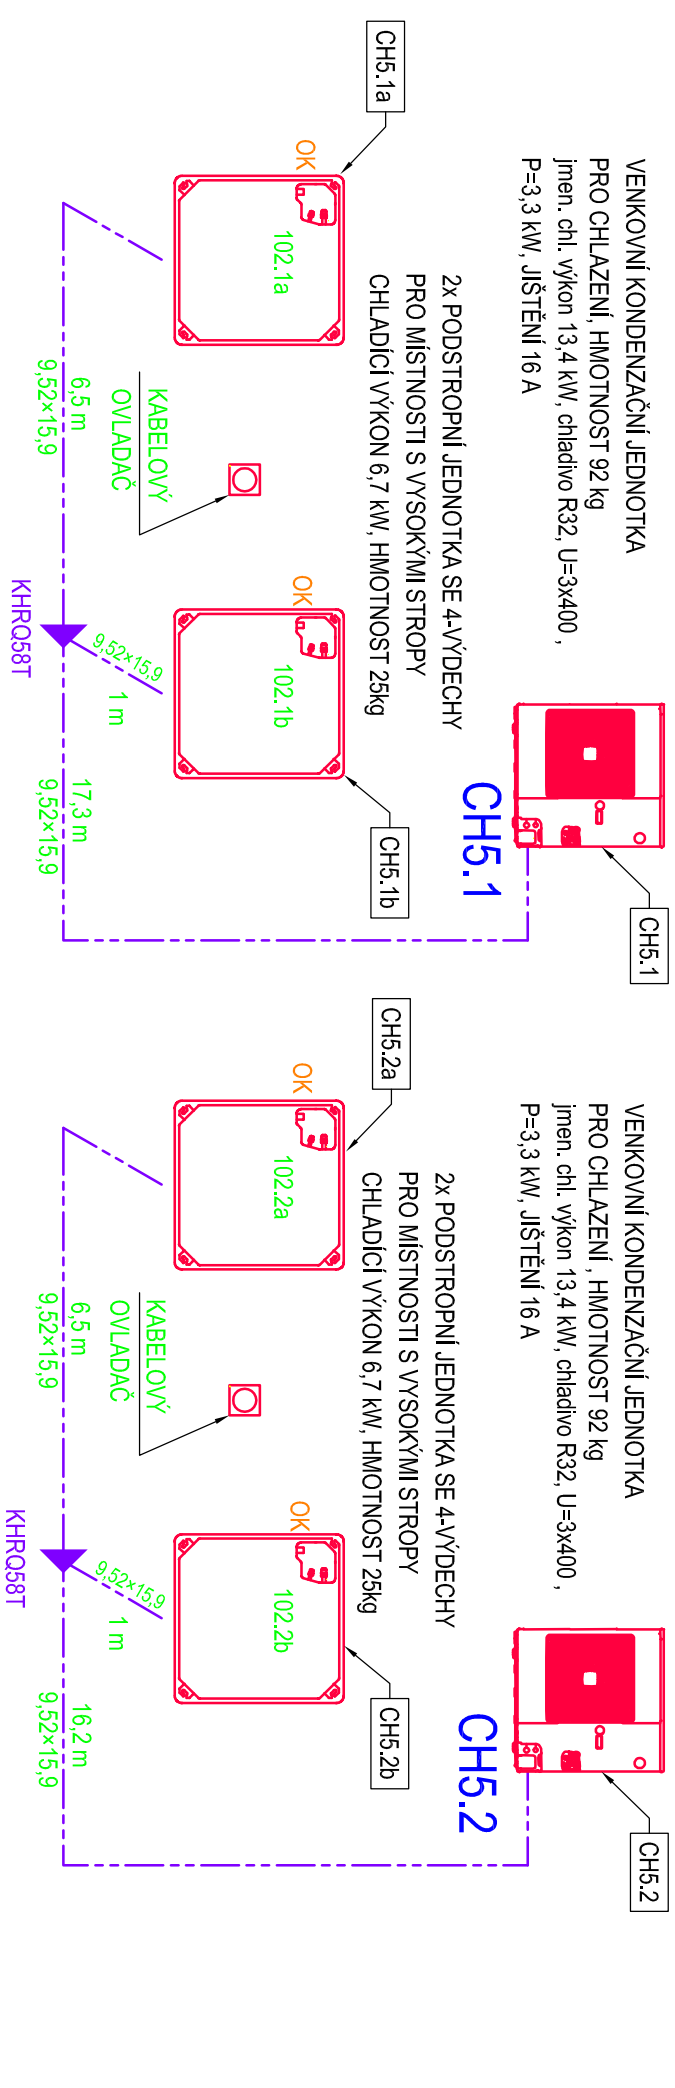 VENKOVNÍ KONDENZAČNÍ JEDNOTKA
PRO CHLAZENÍ, HMOTNOST 92 kg
jmen. chl. výkon 13,4 kW, chladivo R32, U=3x400 ,
P=3,3 kW, JIŠTĚNÍ 16 A
CH5.1
CH5.1
2x PODSTROPNÍ JEDNOTKA SE 4-VÝDECHY
PRO MÍSTNOSTI S VYSOKÝMI STROPY
CHLADÍCÍ VÝKON 6,7 kW, HMOTNOST 25kg
CH5.1a
OK
102.1a
KABELOVÝ
OVLADAČ
OK
102.1b
CH5.1b
6,5 m
9,52×15,9
9,52×15,9
1 m
17,3 m
9,52×15,9
KHRQ58T
VENKOVNÍ KONDENZAČNÍ JEDNOTKA
PRO CHLAZENÍ , HMOTNOST 92 kg
jmen. chl. výkon 13,4 kW, chladivo R32, U=3x400 ,
P=3,3 kW, JIŠTĚNÍ 16 A
CH5.2
CH5.2
2x PODSTROPNÍ JEDNOTKA SE 4-VÝDECHY
PRO MÍSTNOSTI S VYSOKÝMI STROPY
CHLADÍCÍ VÝKON 6,7 kW, HMOTNOST 25kg
CH5.2a
OK
102.2a
KABELOVÝ
OVLADAČ
OK
102.2b
CH5.2b
6,5 m
9,52×15,9
9,52×15,9
1 m
16,2 m
9,52×15,9
KHRQ58T